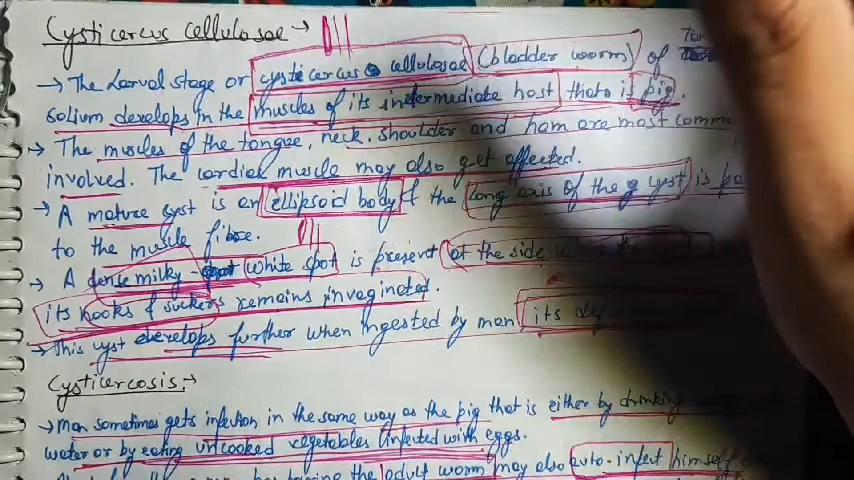 Cysticercus cellulosae →
→ The Larval stage or cysticercus cellulosae (bladder worm) of
solium develops in the muscles of its intermediate host that is pig.
→ The muscles of the tongue, neck, shoulder and ham are most comm
involved. The cardiac muscle may also get affected.
→ A mature cyst is an ellipsoid body & the long axis of the cyst is pa
to the muscle fibre.
→ A dense milky - white spot is present at the side
its hooks & suckers remains invaginated.
→ This cyst develops further when ingested by man its de
Cysticercosis :→
→ Man sometimes gets infection in the same way as the pig that is either by drinking
water or by eating uncooked vegetables infected with eggs.
the adult worm may also auto-infect himself